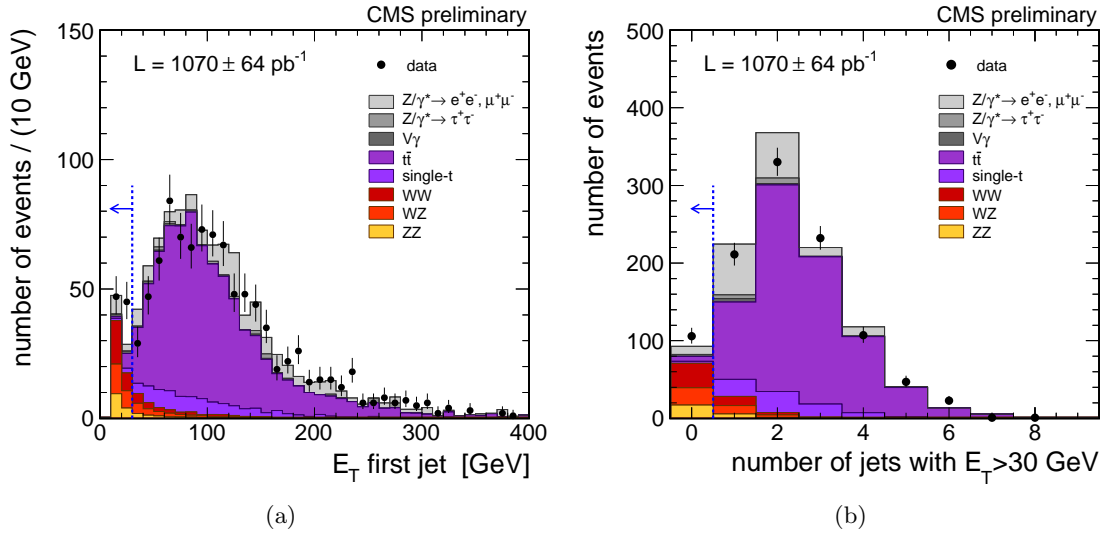 CMS preliminary
number of events / (10 GeV)
150
100
50
0
L = 1070 ± 64 pb⁻¹
data
Z/γ*→ e⁺e⁻, μ⁺μ⁻
Z/γ*→ τ⁺τ⁻
Vγ
tt̄
single-t
WW
WZ
ZZ
0 100 200 300 400
E_T first jet [GeV]
(a)
CMS preliminary
number of events
500
400
300
200
100
0
L = 1070 ± 64 pb⁻¹
data
Z/γ*→ e⁺e⁻, μ⁺μ⁻
Z/γ*→ τ⁺τ⁻
Vγ
tt̄
single-t
WW
WZ
ZZ
0 2 4 6 8
number of jets with E_T>30 GeV
(b)